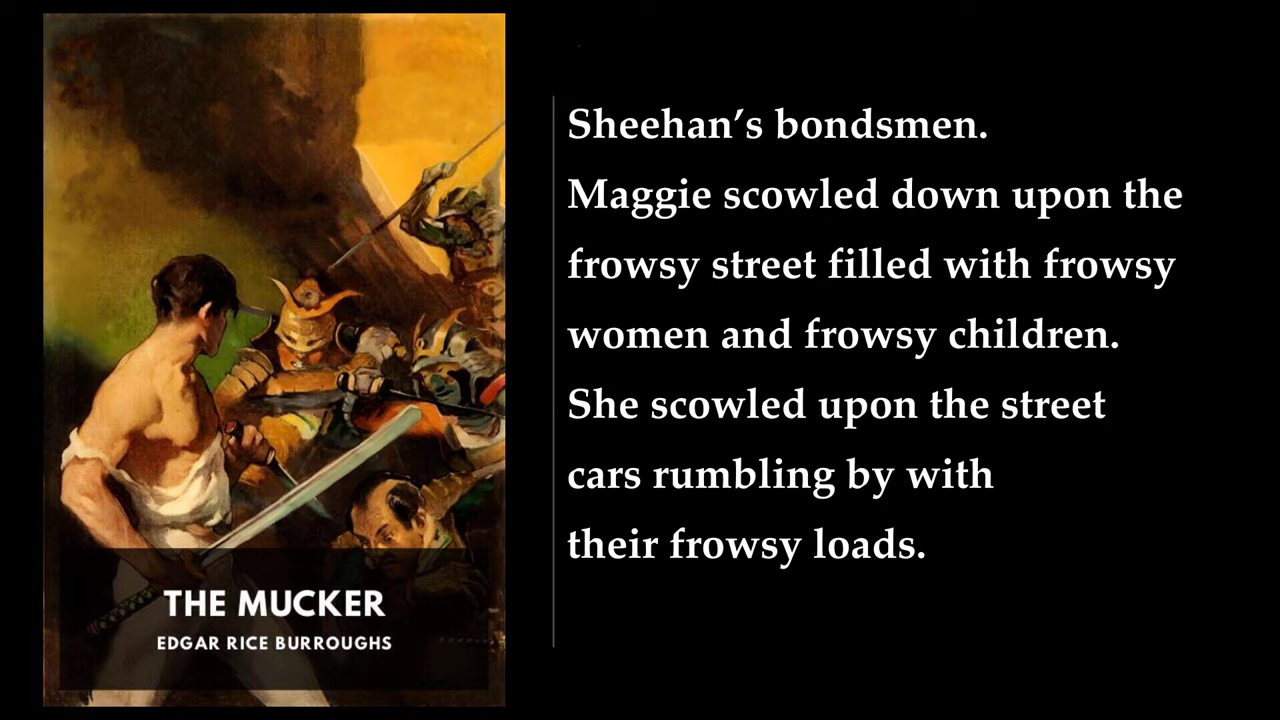 THE MUCKER
EDGAR RICE BURROUGHS
Sheehan’s bondsmen.
Maggie scowled down upon the
frowsy street filled with frowsy
women and frowsy children.
She scowled upon the street
cars rumbling by with
their frowsy loads.